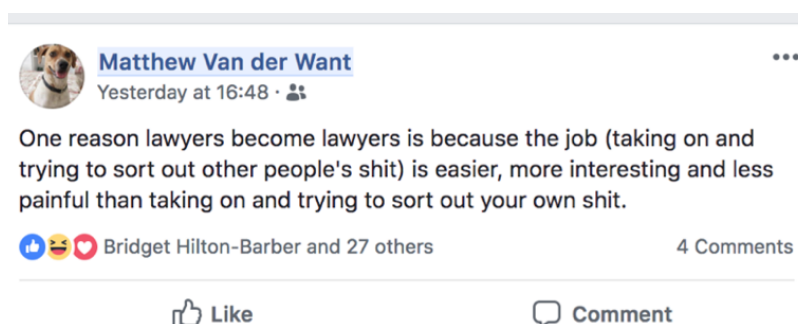 Matthew Van der Want
Yesterday at 16:48 ·
One reason lawyers become lawyers is because the job (taking on and
trying to sort out other people's shit) is easier, more interesting and less
painful than taking on and trying to sort out your own shit.
Bridget Hilton-Barber and 27 others 4 Comments
Like Comment